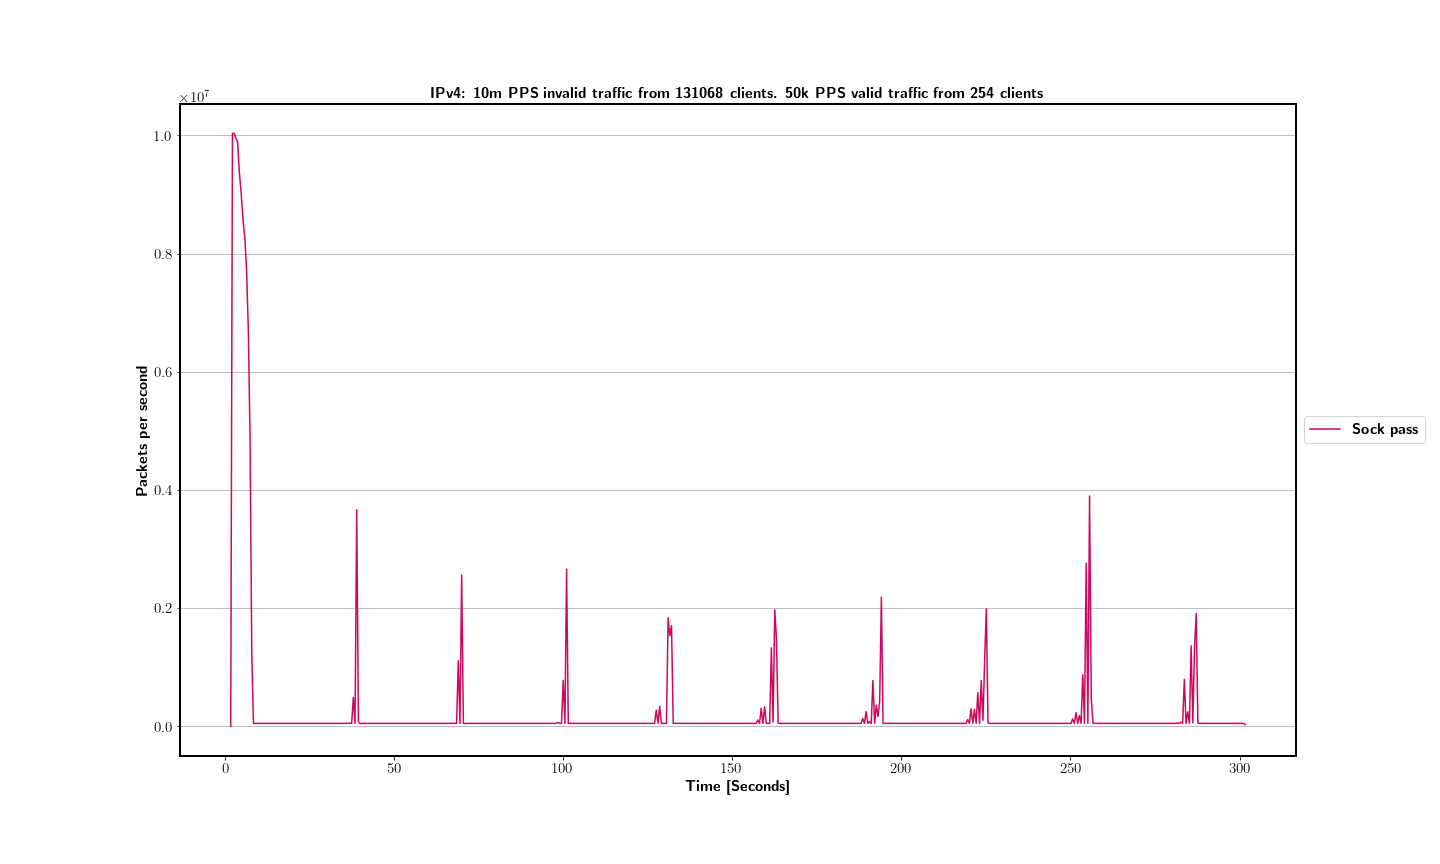 IPv4: 10m PPS invalid traffic from 131068 clients. 50k PPS valid traffic from 254 clients
×10⁷
1.0
0.8
0.6
0.4
0.2
0.0
Packets per second
0 50 100 150 200 250 300
Time [Seconds]
Sock pass